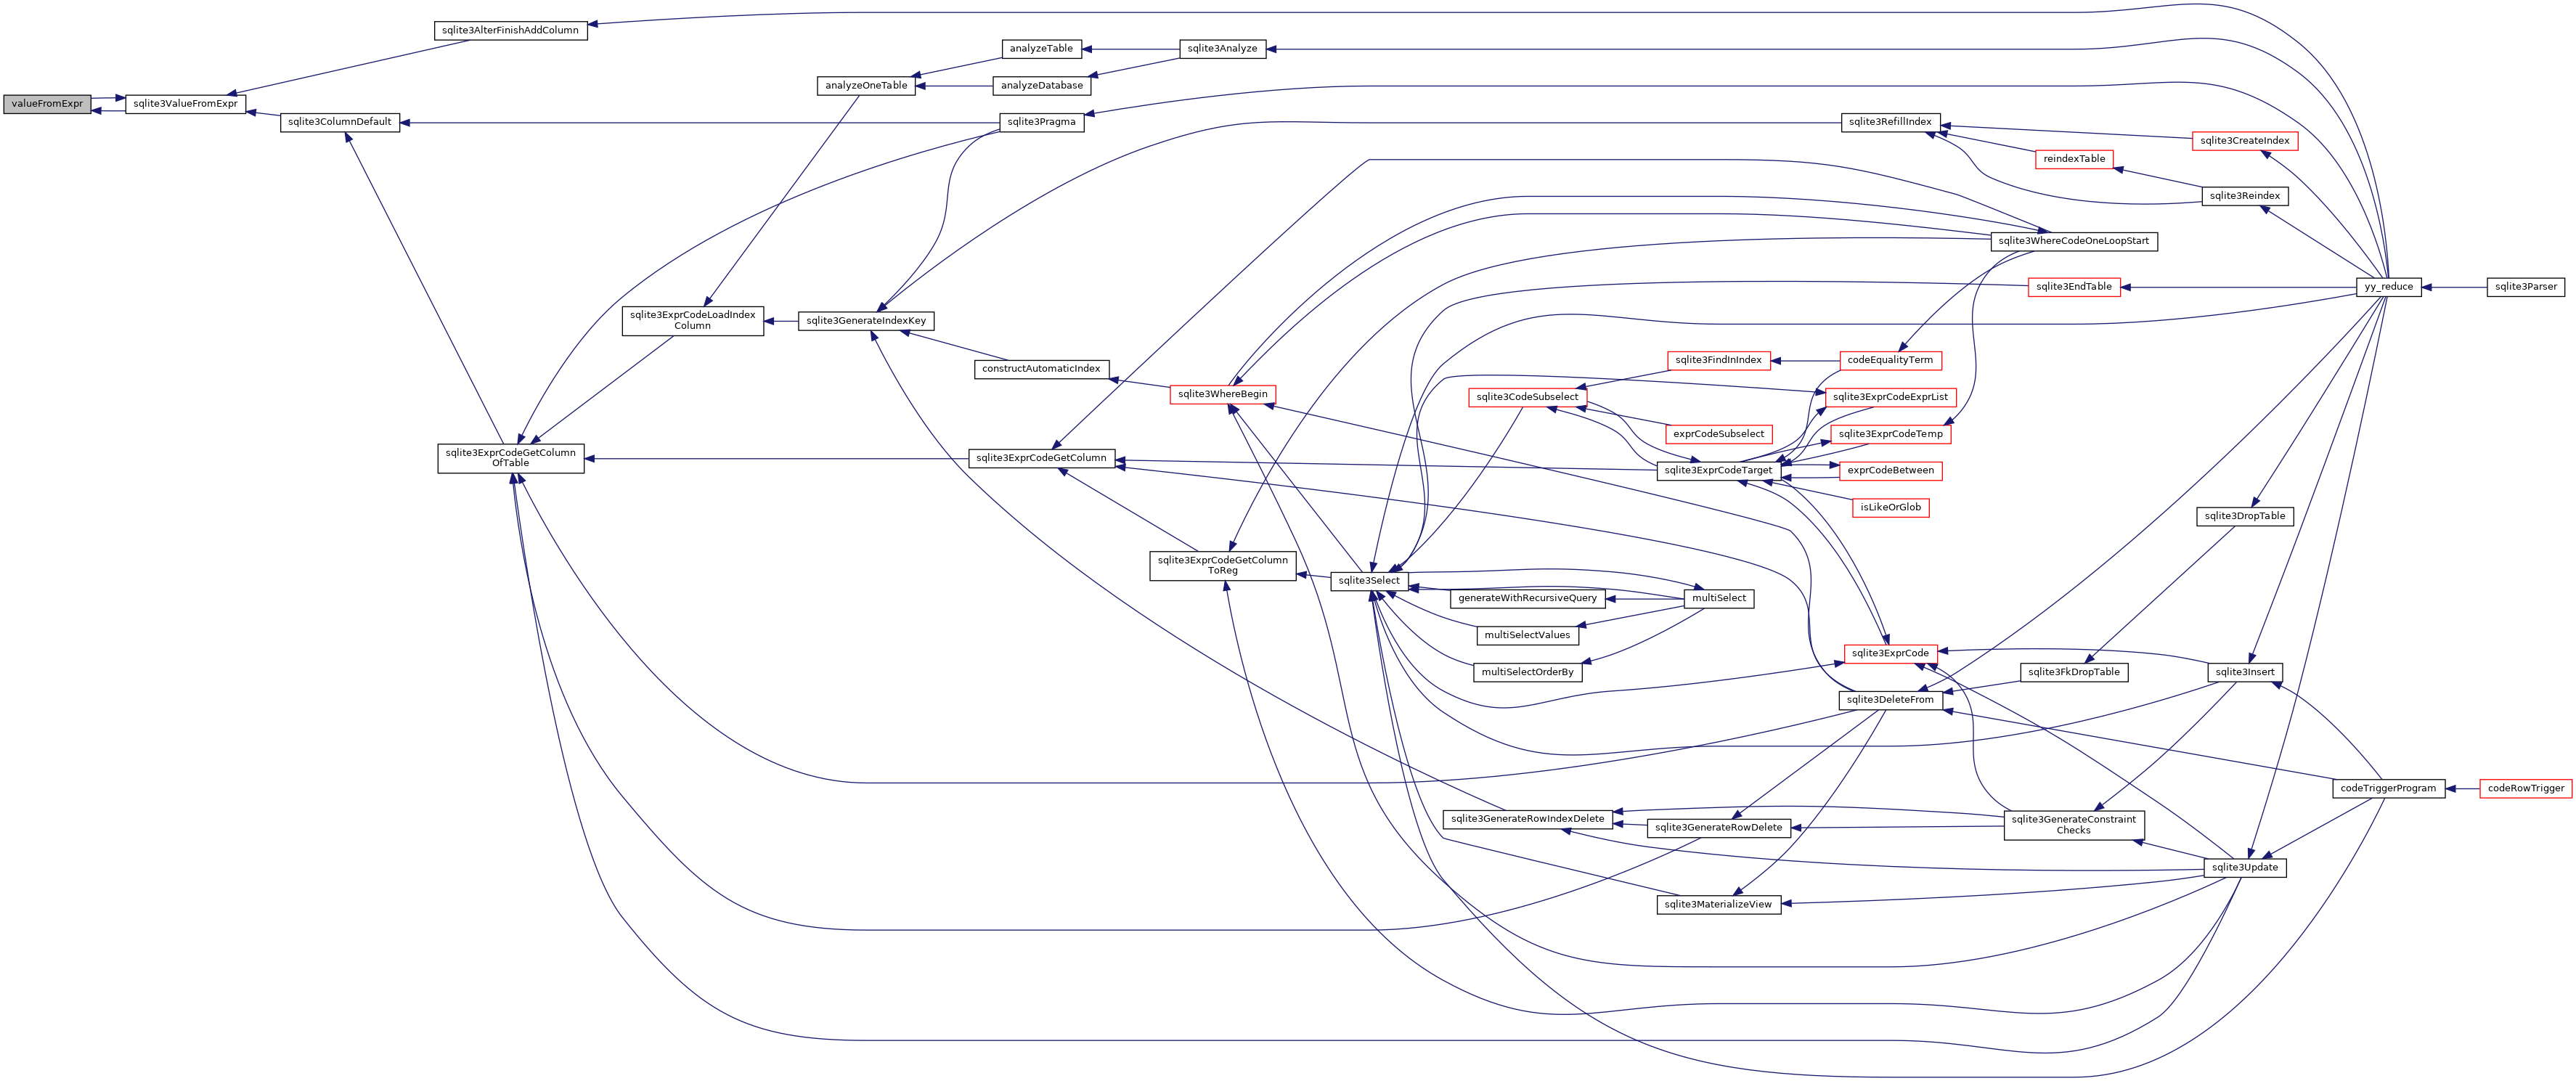 sqlite3AlterFinishAddColumn
analyzeTable
sqlite3Analyze
analyzeOneTable
analyzeDatabase
valueFromExpr
sqlite3ValueFromExpr
sqlite3ColumnDefault
sqlite3Pragma
sqlite3RefillIndex
sqlite3CreateIndex
reindexTable
sqlite3Reindex
sqlite3WhereCodeOneLoopStart
sqlite3EndTable
yy_reduce
sqlite3Parser
sqlite3ExprCodeLoadIndex
Column
sqlite3GenerateIndexKey
constructAutomaticIndex
sqlite3WhereBegin
sqlite3FindInIndex
codeEqualityTerm
sqlite3CodeSubselect
sqlite3ExprCodeExprList
exprCodeSubselect
sqlite3ExprCodeTemp
sqlite3ExprCodeGetColumn
OfTable
sqlite3ExprCodeGetColumn
sqlite3ExprCodeTarget
exprCodeBetween
isLikeOrGlob
sqlite3DropTable
sqlite3ExprCodeGetColumn
ToReg
sqlite3Select
generateWithRecursiveQuery
multiSelect
multiSelectValues
multiSelectOrderBy
sqlite3ExprCode
sqlite3FkDropTable
sqlite3Insert
sqlite3DeleteFrom
codeTriggerProgram
codeRowTrigger
sqlite3GenerateRowIndexDelete
sqlite3GenerateRowDelete
sqlite3GenerateConstraint
Checks
sqlite3Update
sqlite3MaterializeView